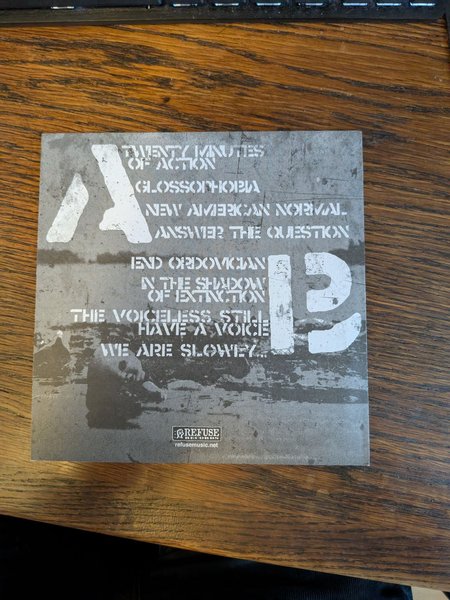 A
TWENTY MINUTES
OF ACTION
GLOSSOPHOBIA
NEW AMERICAN NORMAL
ANSWER THE QUESTION
B
END ORDOVICIAN
IN THE SHADOW
OF EXTINCTION
THE VOICELESS STILL
HAVE A VOICE
WE ARE SLOWLY...
REFUSE
RECORDS
refusemusic.net